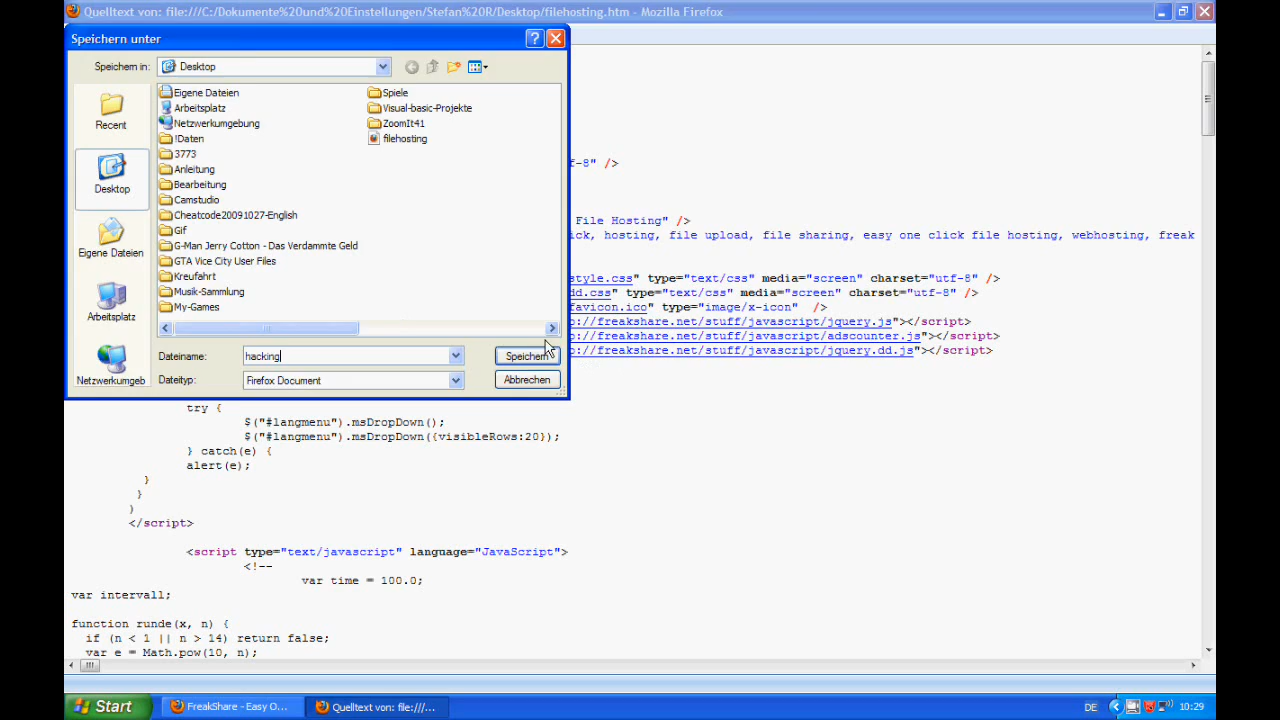 Quelltext von: file:///C:/Dokumente%20und%20Einstellungen/Stefan%20R/Desktop/filehosting.htm - Mozilla Firefox
Speichern unter
Speichern in:
Desktop
Recent
Desktop
Eigene Dateien
Arbeitsplatz
Netzwerkumgeb
Eigene Dateien
Arbeitsplatz
Netzwerkumgebung
!Daten
3773
Anleitung
Bearbeitung
Camstudio
Cheatcode20091027-English
Gif
G-Man Jerry Cotton - Das Verdammte Geld
GTA Vice City User Files
Kreufahrt
Musik-Sammlung
My-Games
Spiele
Visual-basic-Projekte
ZoomIt41
filehosting
Dateiname:
hacking
Speichern
Dateityp:
Firefox Document
Abbrechen
tf-8" />
File Hosting" />
ick, hosting, file upload, file sharing, easy one click file hosting, webhosting, freak
style.css" type="text/css" media="screen" charset="utf-8" />
dd.css" type="text/css" media="screen" charset="utf-8" />
favicon.ico" type="image/x-icon" />
p://freakshare.net/stuff/javascript/jquery.js"></script>
p://freakshare.net/stuff/javascript/adscounter.js"></script>
p://freakshare.net/stuff/javascript/jquery.dd.js"></script>
try {
$("#langmenu").msDropDown();
$("#langmenu").msDropDown({visibleRows:20});
} catch(e) {
alert(e);
}
}
)
</script>
<script type="text/javascript" language="JavaScript">
<!--
var time = 100.0;
var intervall;
function runde(x, n) {
if (n < 1 || n > 14) return false;
var e = Math.pow(10, n);
Start
FreakShare - Easy O...
Quelltext von: file:///...
DE
10:29